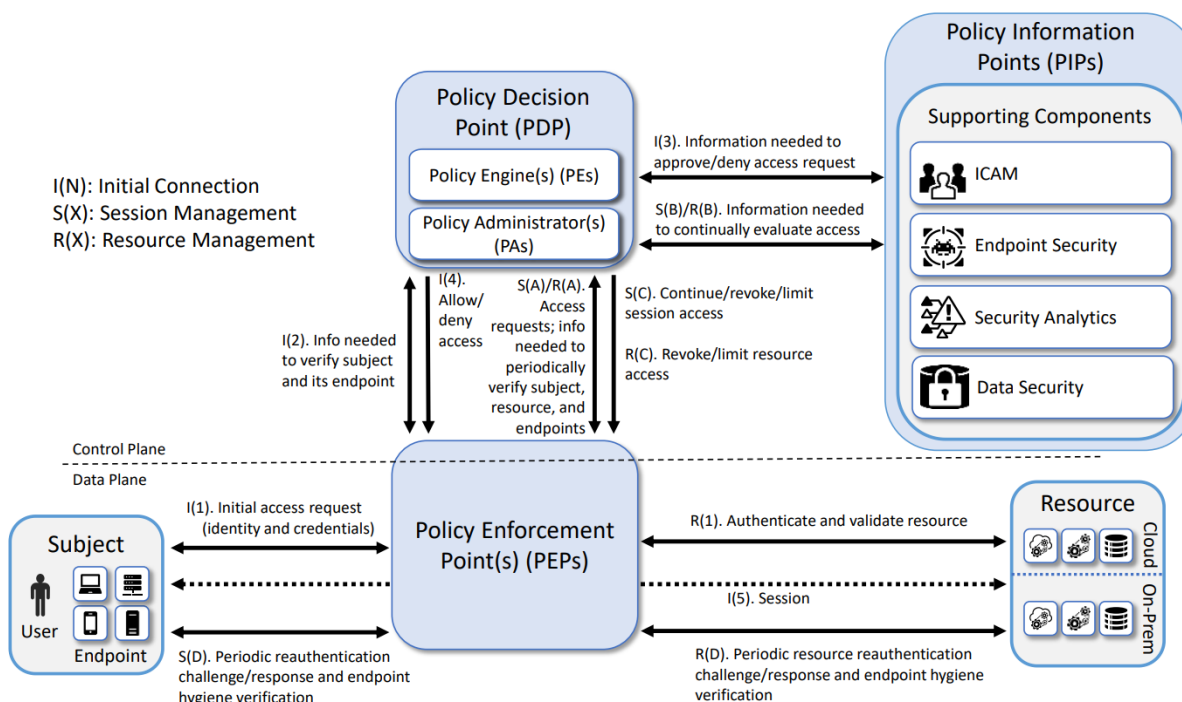 Policy Information
Points (PIPs)
Supporting Components
ICAM
Endpoint Security
Security Analytics
Data Security
Policy Decision
Point (PDP)
Policy Engine(s) (PEs)
Policy Administrator(s)
(PAs)
I(3). Information needed to
approve/deny access request
S(B)/R(B). Information needed
to continually evaluate access
I(N): Initial Connection
S(X): Session Management
R(X): Resource Management
I(2). Info needed
to verify subject
and its endpoint
I(4).
Allow/
deny
access
S(A)/R(A).
Access
requests; info
needed to
periodically
verify subject,
resource, and
endpoints
S(C). Continue/revoke/limit
session access
R(C). Revoke/limit resource
access
Control Plane
Data Plane
Subject
User
Endpoint
I(1). Initial access request
(identity and credentials)
S(D). Periodic reauthentication
challenge/response and endpoint
hygiene verification
Policy Enforcement
Point(s) (PEPs)
R(1). Authenticate and validate resource
I(5). Session
R(D). Periodic resource reauthentication
challenge/response and endpoint hygiene
verification
Resource
Cloud
On-Prem